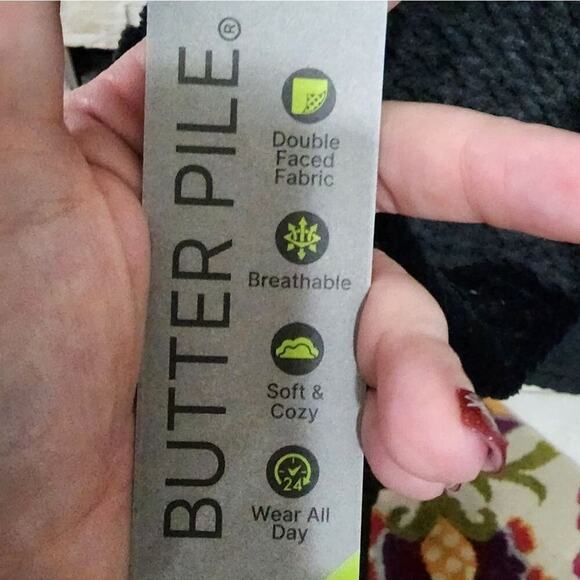 BUTTER PILE®
Double
Faced
Fabric
Breathable
Soft &
Cozy
24
Wear All
Day